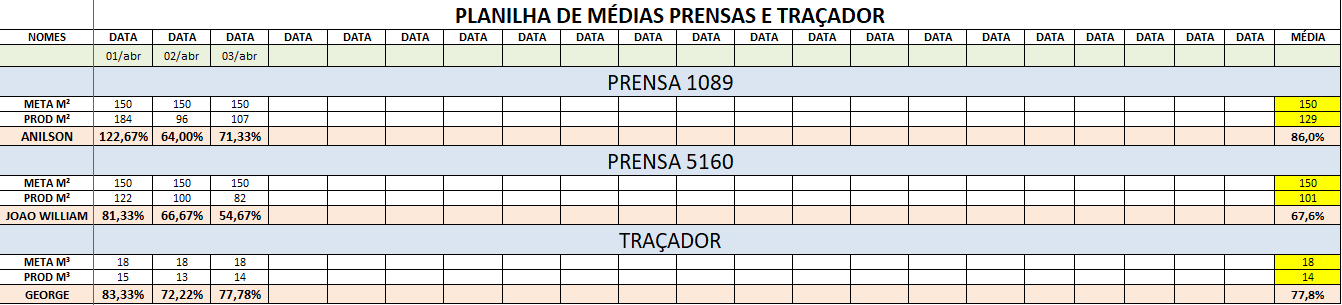 PLANILHA DE MÉDIAS PRENSAS E TRAÇADOR
NOMES DATA DATA DATA DATA DATA DATA DATA DATA DATA DATA DATA DATA DATA DATA DATA DATA DATA DATA DATA DATA MÉDIA
01/abr 02/abr 03/abr
PRENSA 1089
META M² 150 150 150 150
PROD M² 184 96 107 129
ANILSON 122,67% 64,00% 71,33% 86,0%
PRENSA 5160
META M² 150 150 150 150
PROD M² 122 100 82 101
JOAO WILLIAM 81,33% 66,67% 54,67% 67,6%
TRAÇADOR
META M³ 18 18 18 18
PROD M³ 15 13 14 14
GEORGE 83,33% 72,22% 77,78% 77,8%